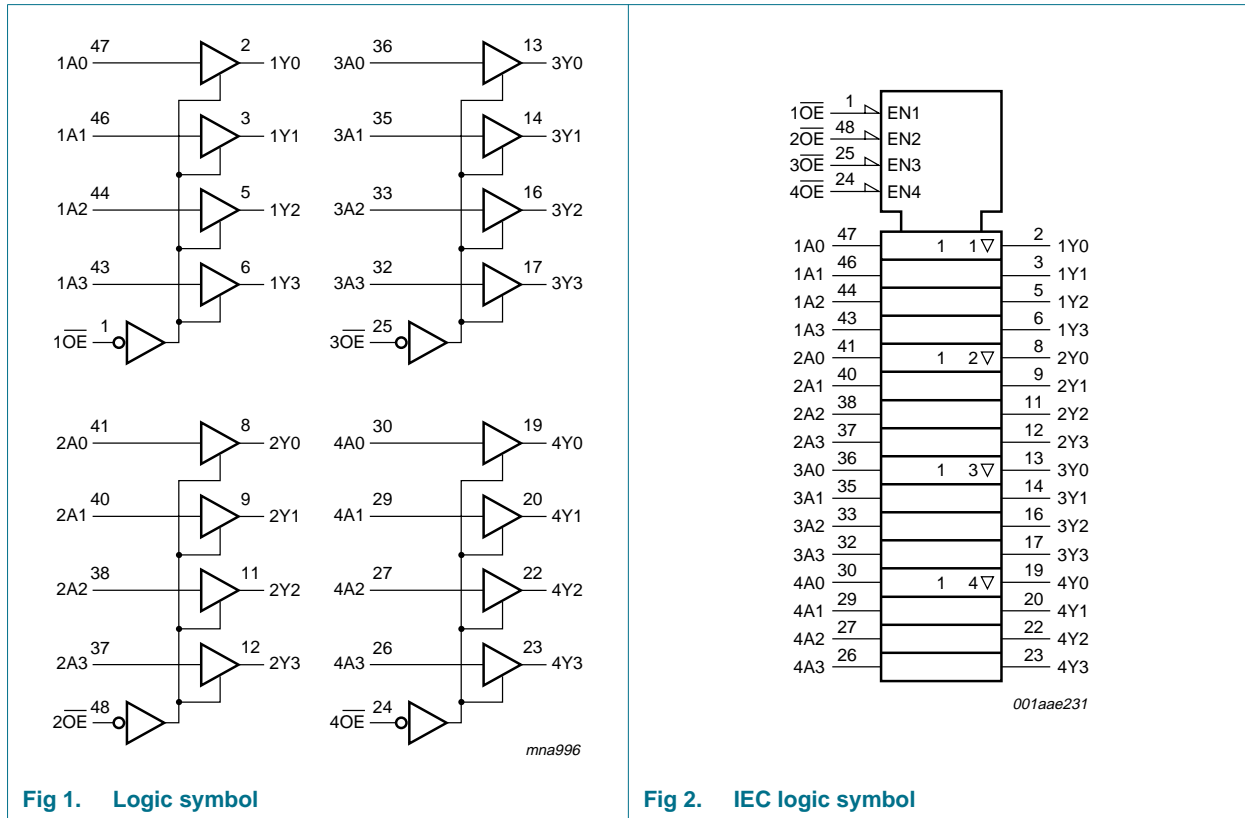 47 2
1A0 1Y0
46 3
1A1 1Y1
44 5
1A2 1Y2
43 6
1A3 1Y3
1O̅E̅ 1
36 13
3A0 3Y0
35 14
3A1 3Y1
33 16
3A2 3Y2
32 17
3A3 3Y3
3O̅E̅ 25
41 8
2A0 2Y0
40 9
2A1 2Y1
38 11
2A2 2Y2
37 12
2A3 2Y3
2O̅E̅ 48
30 19
4A0 4Y0
29 20
4A1 4Y1
27 22
4A2 4Y2
26 23
4A3 4Y3
4O̅E̅ 24
mna996
Fig 1. Logic symbol
1O̅E̅ 1 EN1
2O̅E̅ 48 EN2
3O̅E̅ 25 EN3
4O̅E̅ 24 EN4
1A0 47 1 1▽ 2 1Y0
1A1 46 3 1Y1
1A2 44 5 1Y2
1A3 43 6 1Y3
2A0 41 1 2▽ 8 2Y0
2A1 40 9 2Y1
2A2 38 11 2Y2
2A3 37 12 2Y3
3A0 36 1 3▽ 13 3Y0
3A1 35 14 3Y1
3A2 33 16 3Y2
3A3 32 17 3Y3
4A0 30 1 4▽ 19 4Y0
4A1 29 20 4Y1
4A2 27 22 4Y2
4A3 26 23 4Y3
001aae231
Fig 2. IEC logic symbol